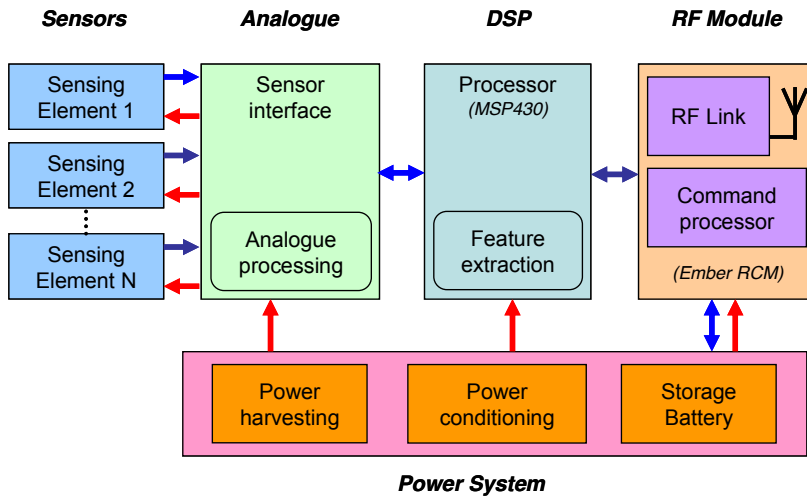 Sensors
Analogue
DSP
RF Module
Sensing
Element 1
Sensing
Element 2
Sensing
Element N
Sensor
interface
Analogue
processing
Processor
(MSP430)
Feature
extraction
RF Link
Command
processor
(Ember RCM)
Power
harvesting
Power
conditioning
Storage
Battery
Power System